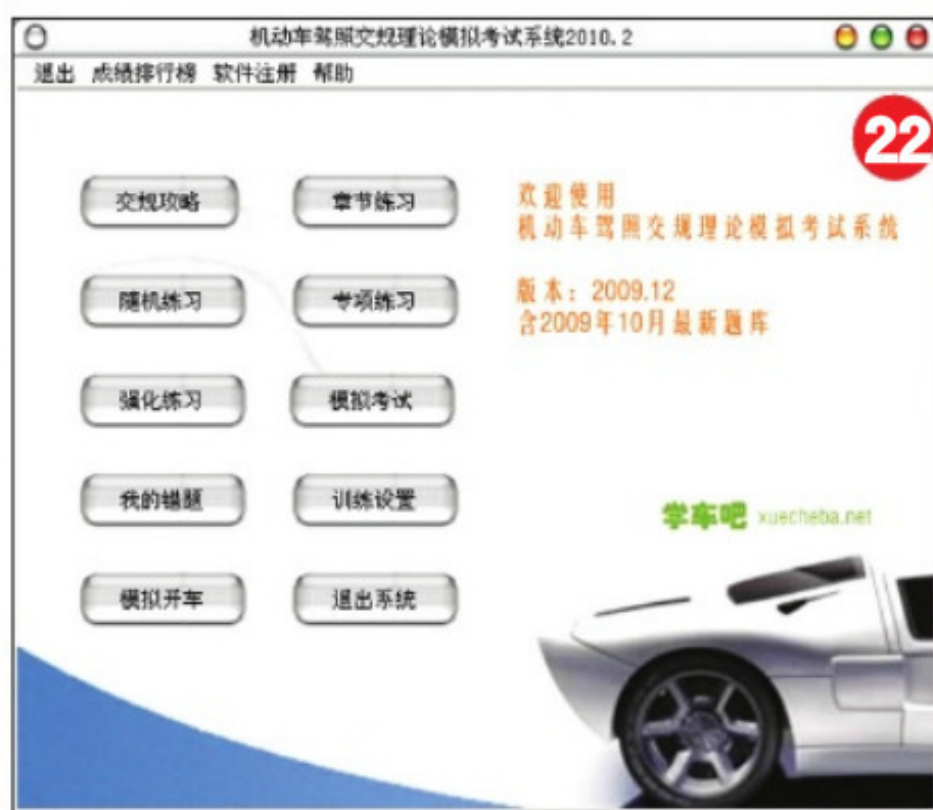 机动车驾照交规理论模拟考试系统2010.2
退出 成绩排行榜 软件注册 帮助
22
交规攻略 章节练习
欢迎使用
机动车驾照交规理论模拟考试系统
随机练习 专项练习
版本：2009.12
含2009年10月最新题库
强化练习 模拟考试
我的错题 训练设置
学车吧 xuecheba.net
模拟开车 退出系统